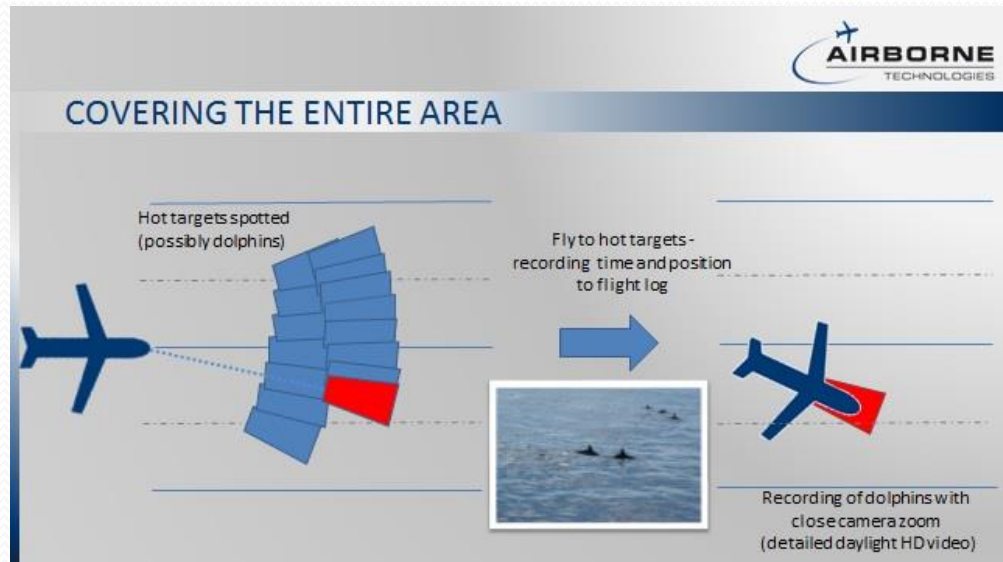 AIRBORNE
TECHNOLOGIES
COVERING THE ENTIRE AREA
Hot targets spotted
(possibly dolphins)
Fly to hot targets -
recording time and position
to flight log
Recording of dolphins with
close camera zoom
(detailed daylight HD video)